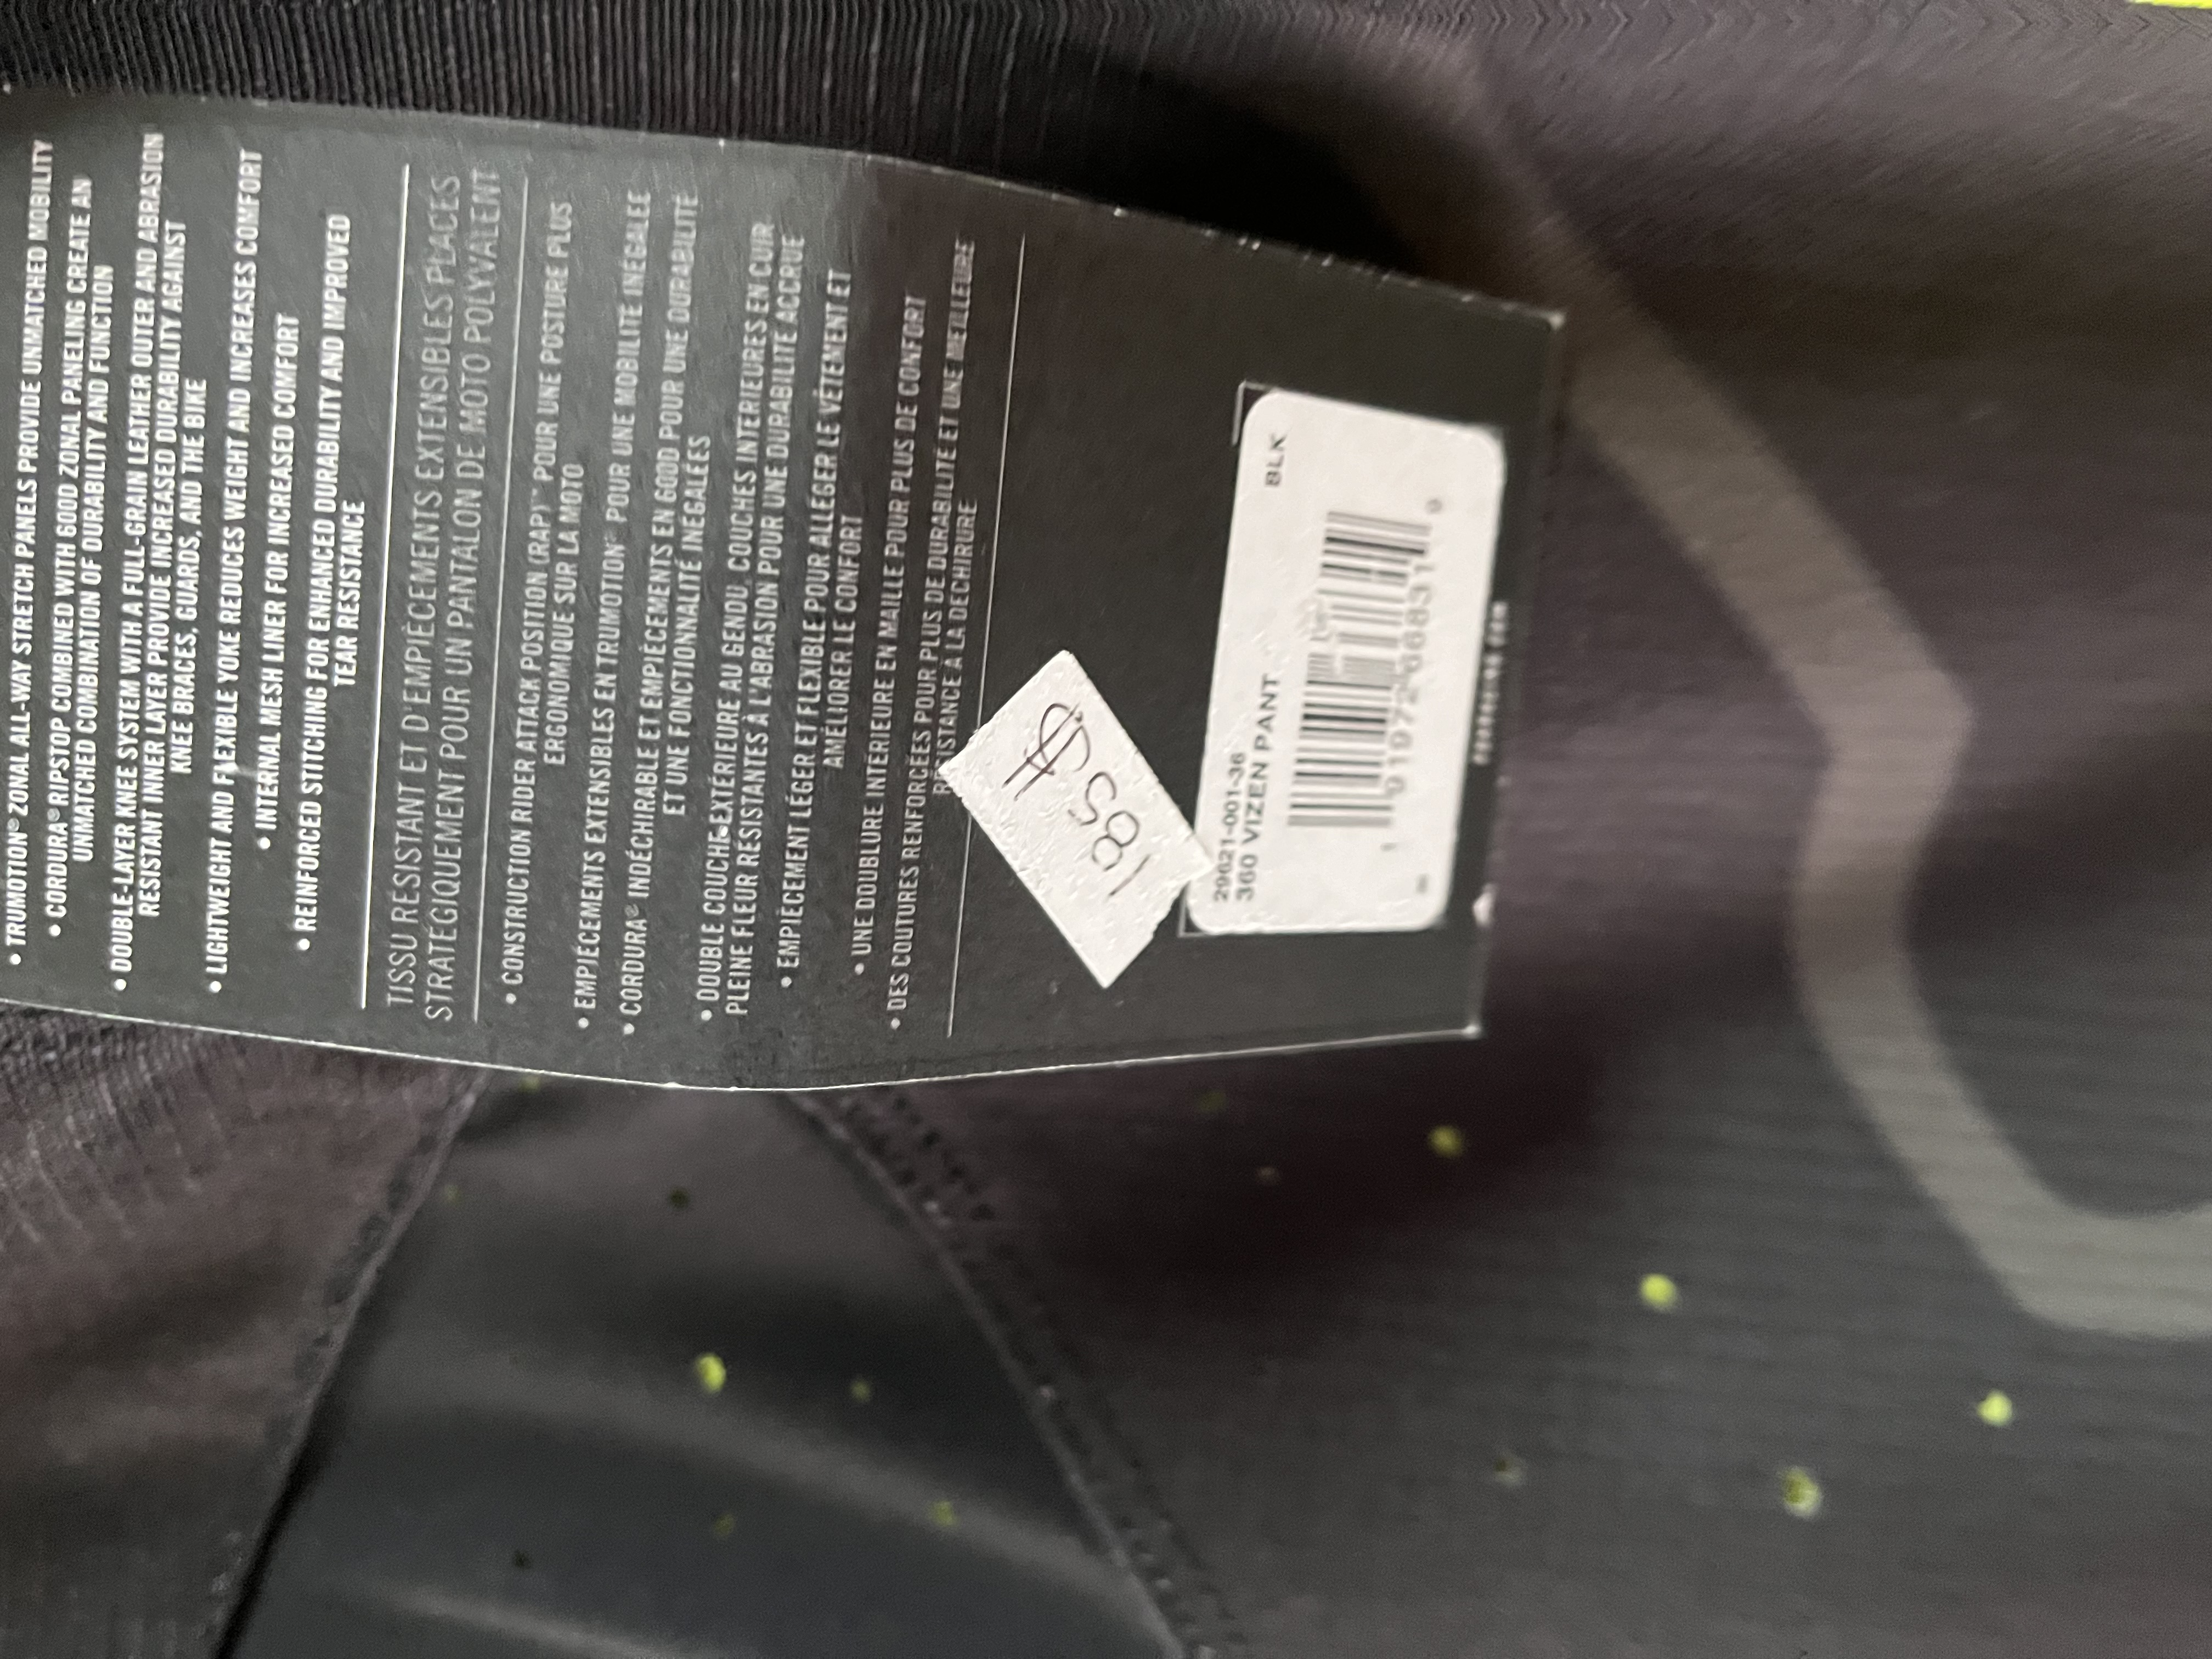 • TRUMOTION® ZONAL ALL-WAY STRETCH PANELS PROVIDE UNMATCHED MOBILITY
• CORDURA® RIPSTOP COMBINED WITH 600D ZONAL PANELING CREATE AN
UNMATCHED COMBINATION OF DURABILITY AND FUNCTION
• DOUBLE-LAYER KNEE SYSTEM WITH A FULL-GRAIN LEATHER OUTER AND ABRASION
RESISTANT INNER LAYER PROVIDE INCREASED DURABILITY AGAINST
KNEE BRACES, GUARDS, AND THE BIKE
• LIGHTWEIGHT AND FLEXIBLE YOKE REDUCES WEIGHT AND INCREASES COMFORT
• INTERNAL MESH LINER FOR INCREASED COMFORT
• REINFORCED STITCHING FOR ENHANCED DURABILITY AND IMPROVED
TEAR RESISTANCE
TISSU RÉSISTANT ET D'EMPIÈCEMENTS EXTENSIBLES PLACÉS
STRATÉGIQUEMENT POUR UN PANTALON DE MOTO POLYVALENT
• CONSTRUCTION RIDER ATTACK POSITION (RAP)™ POUR UNE POSTURE PLUS
ERGONOMIQUE SUR LA MOTO
• EMPIÈCEMENTS EXTENSIBLES EN TRUMOTION® POUR UNE MOBILITÉ INÉGALÉE
• CORDURA® INDÉCHIRABLE ET EMPIÈCEMENTS EN 600D POUR UNE DURABILITÉ
ET UNE FONCTIONNALITÉ INÉGALÉES
• DOUBLE COUCHE EXTÉRIEURE AU GENOU, COUCHES INTÉRIEURES EN CUIR
PLEINE FLEUR RÉSISTANTES À L'ABRASION POUR UNE DURABILITÉ ACCRUE
• EMPIÈCEMENT LÉGER ET FLEXIBLE POUR ALLÉGER LE VÊTEMENT ET
AMÉLIORER LE CONFORT
• UNE DOUBLURE INTÉRIEURE EN MAILLE POUR PLUS DE CONFORT
• DES COUTURES RENFORCÉES POUR PLUS DE DURABILITÉ ET UNE MEILLEURE
RÉSISTANCE À LA DÉCHIRURE
185 $
29621-001-36
360 VIZEN PANT BLK
1 91972 66831 9
FOXRACING.COM